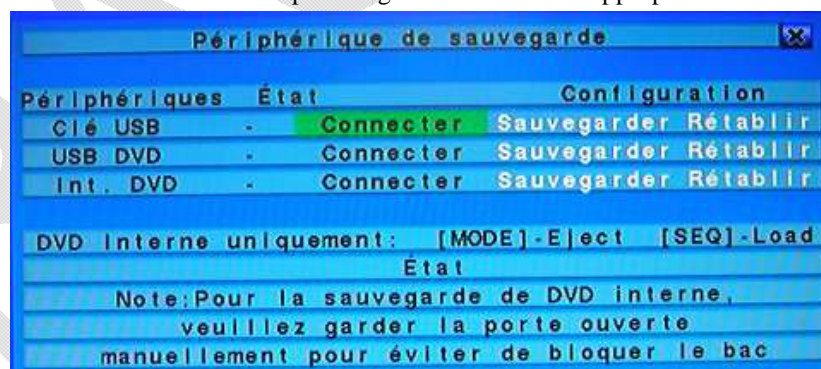 Périphérique de sauvegarde
Périphériques État Configuration
Clé USB - Connecter Sauvegarder Rétablir
USB DVD - Connecter Sauvegarder Rétablir
Int. DVD - Connecter Sauvegarder Rétablir
DVD Interne uniquement: [MODE]-Eject [SEQ]-Load
État
Note:Pour la sauvegarde de DVD interne,
veuillez garder la porte ouverte
manuellement pour éviter de bloquer le bac